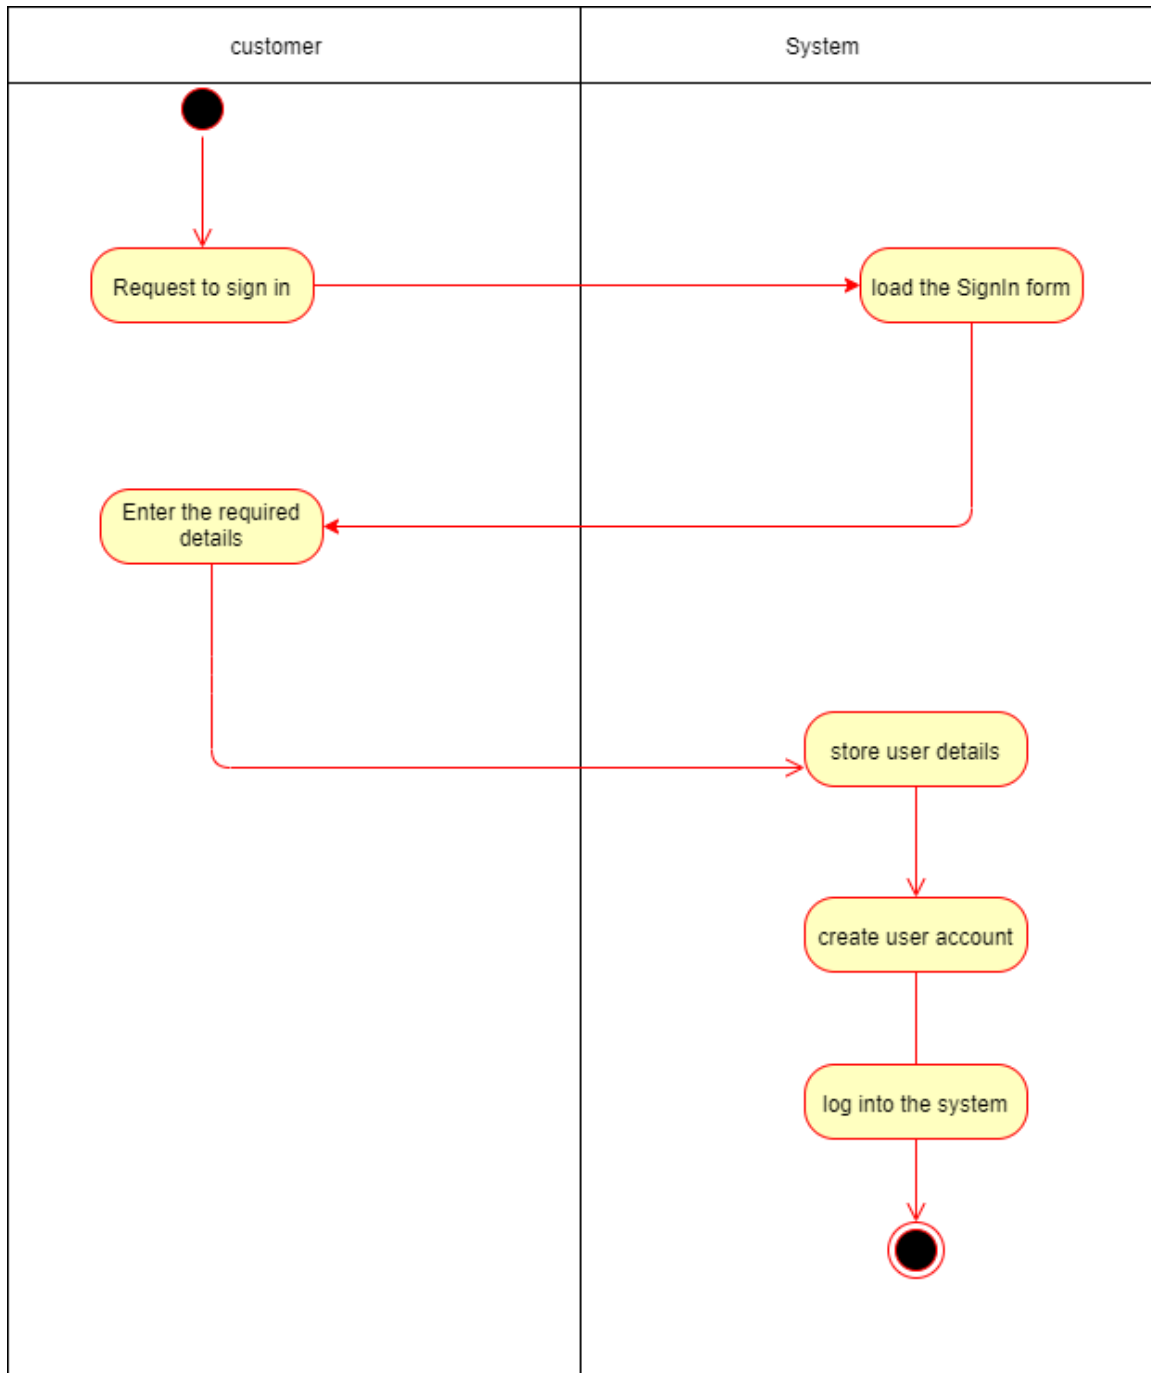 customer
System
Request to sign in
load the SignIn form
Enter the required
details
store user details
create user account
log into the system